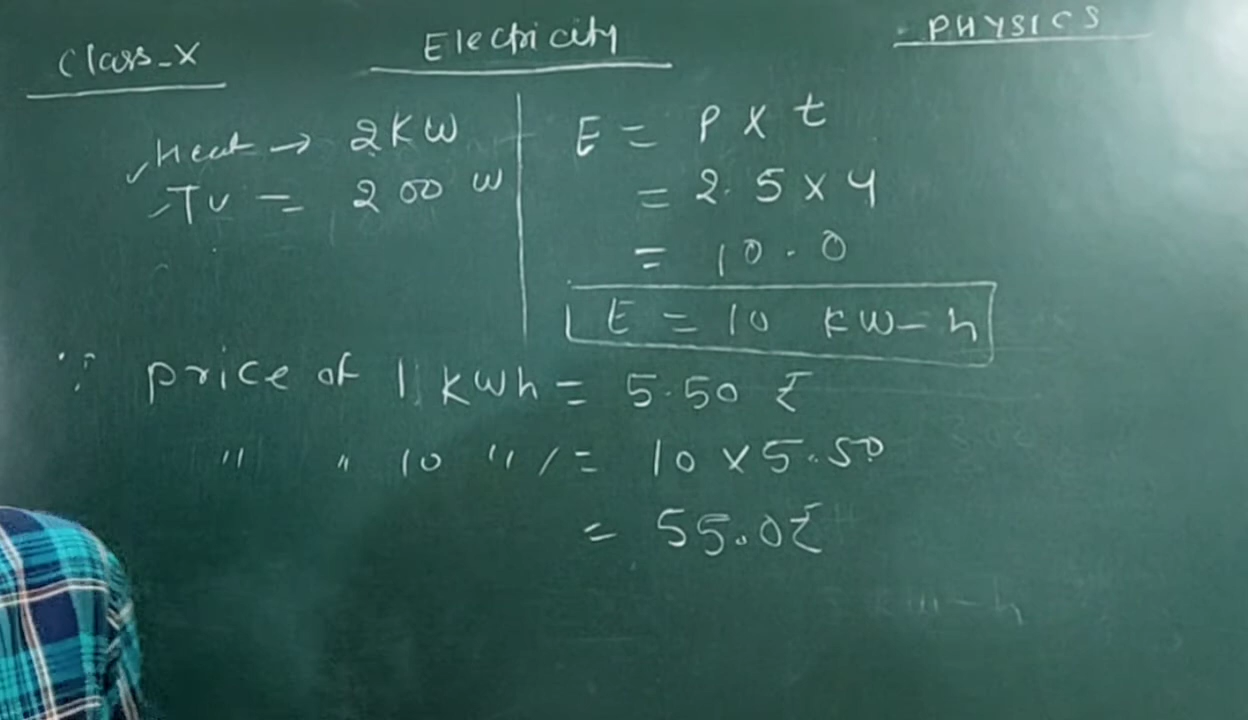 Class-X
Electricity
PHYSICS
Heat → 2KW
TV = 200 W
E = P X t
= 2.5 x 4
= 10.0
E = 10 KW-h
∵ price of 1 kwh = 5.50 ₹
" " 10 " / = 10 x 5.50
= 55.0₹
kw-h